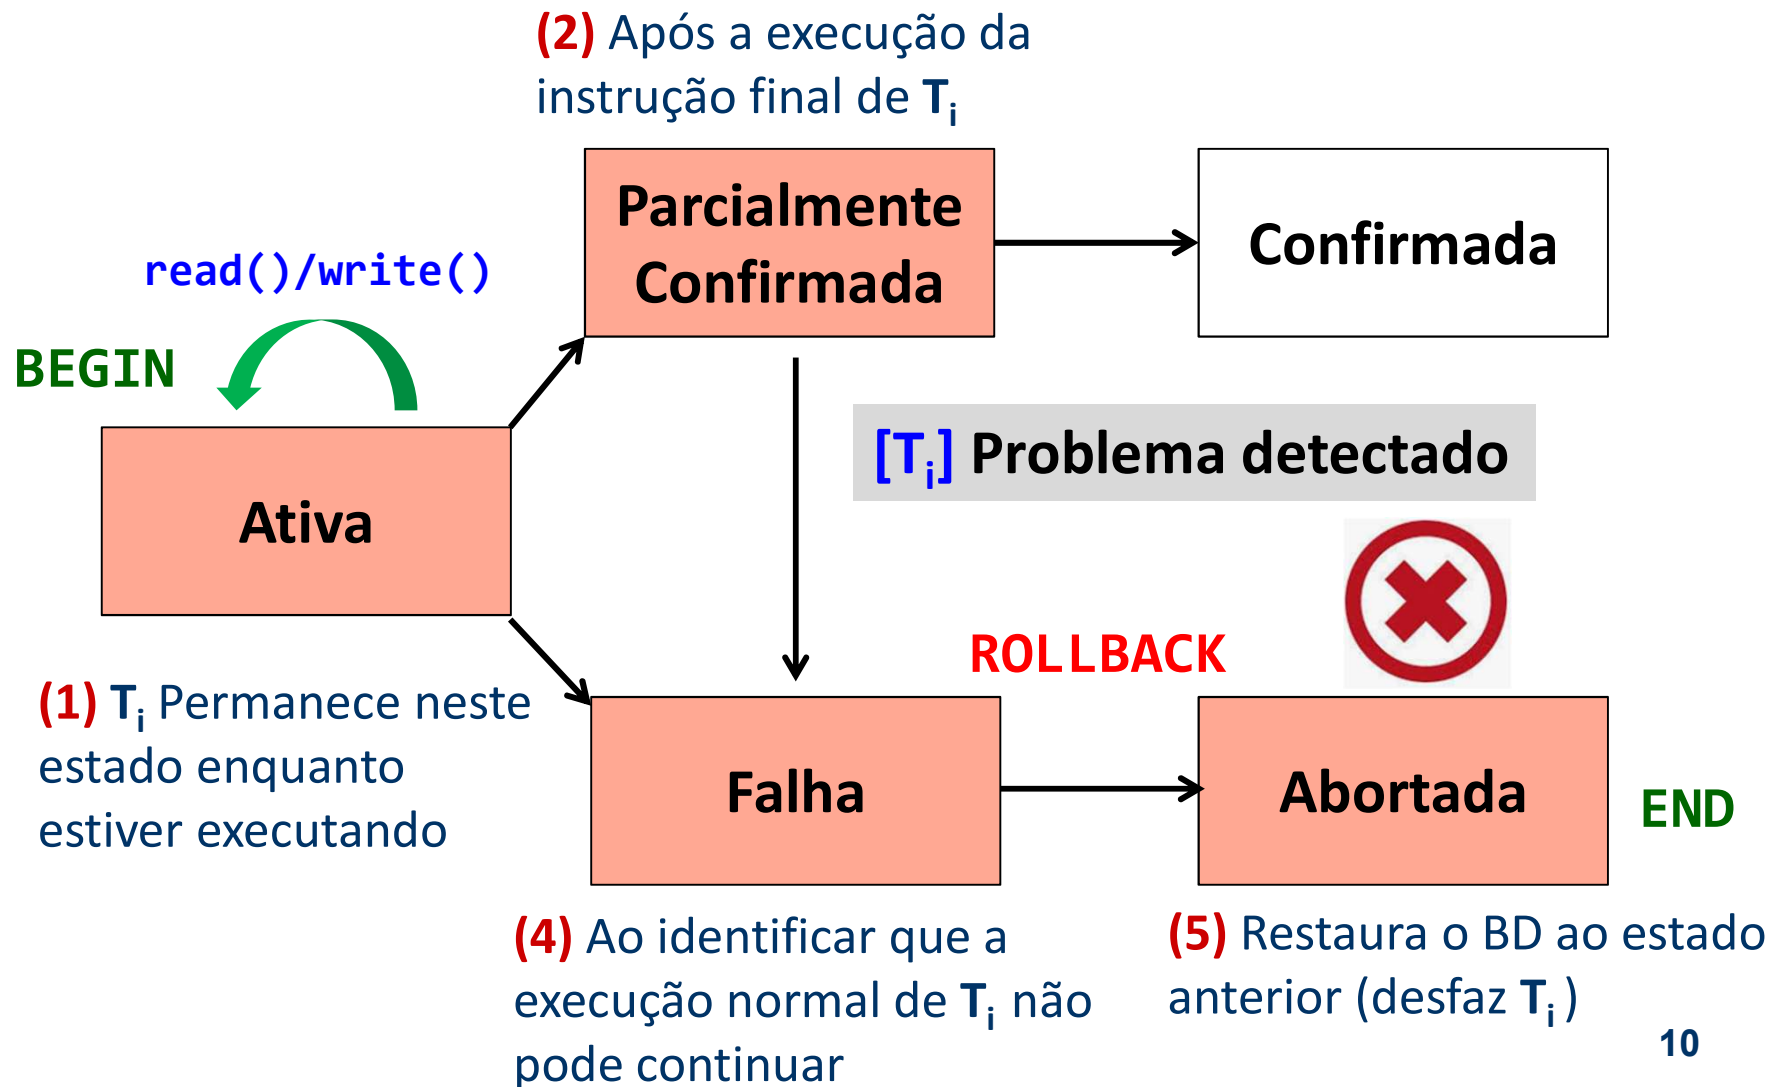 (2) Após a execução da
instrução final de Ti
Parcialmente
Confirmada
Confirmada
read()/write()
BEGIN
[Ti] Problema detectado
Ativa
ROLLBACK
(1) Ti Permanece neste
estado enquanto
estiver executando
Falha
Abortada
END
(4) Ao identificar que a
execução normal de Ti não
pode continuar
(5) Restaura o BD ao estado
anterior (desfaz Ti )
10